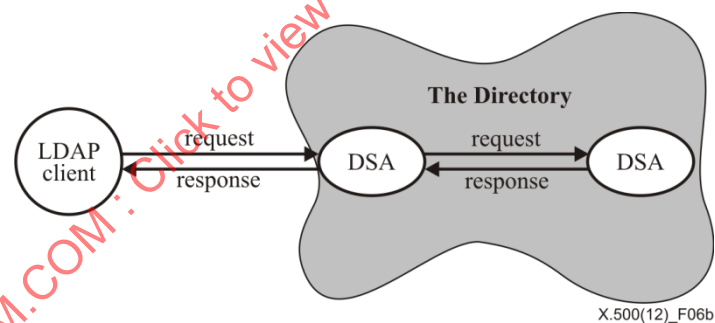 The Directory
LDAP
client
request
response
DSA
request
response
DSA
X.500(12)_F06b
M.COM : Click to view